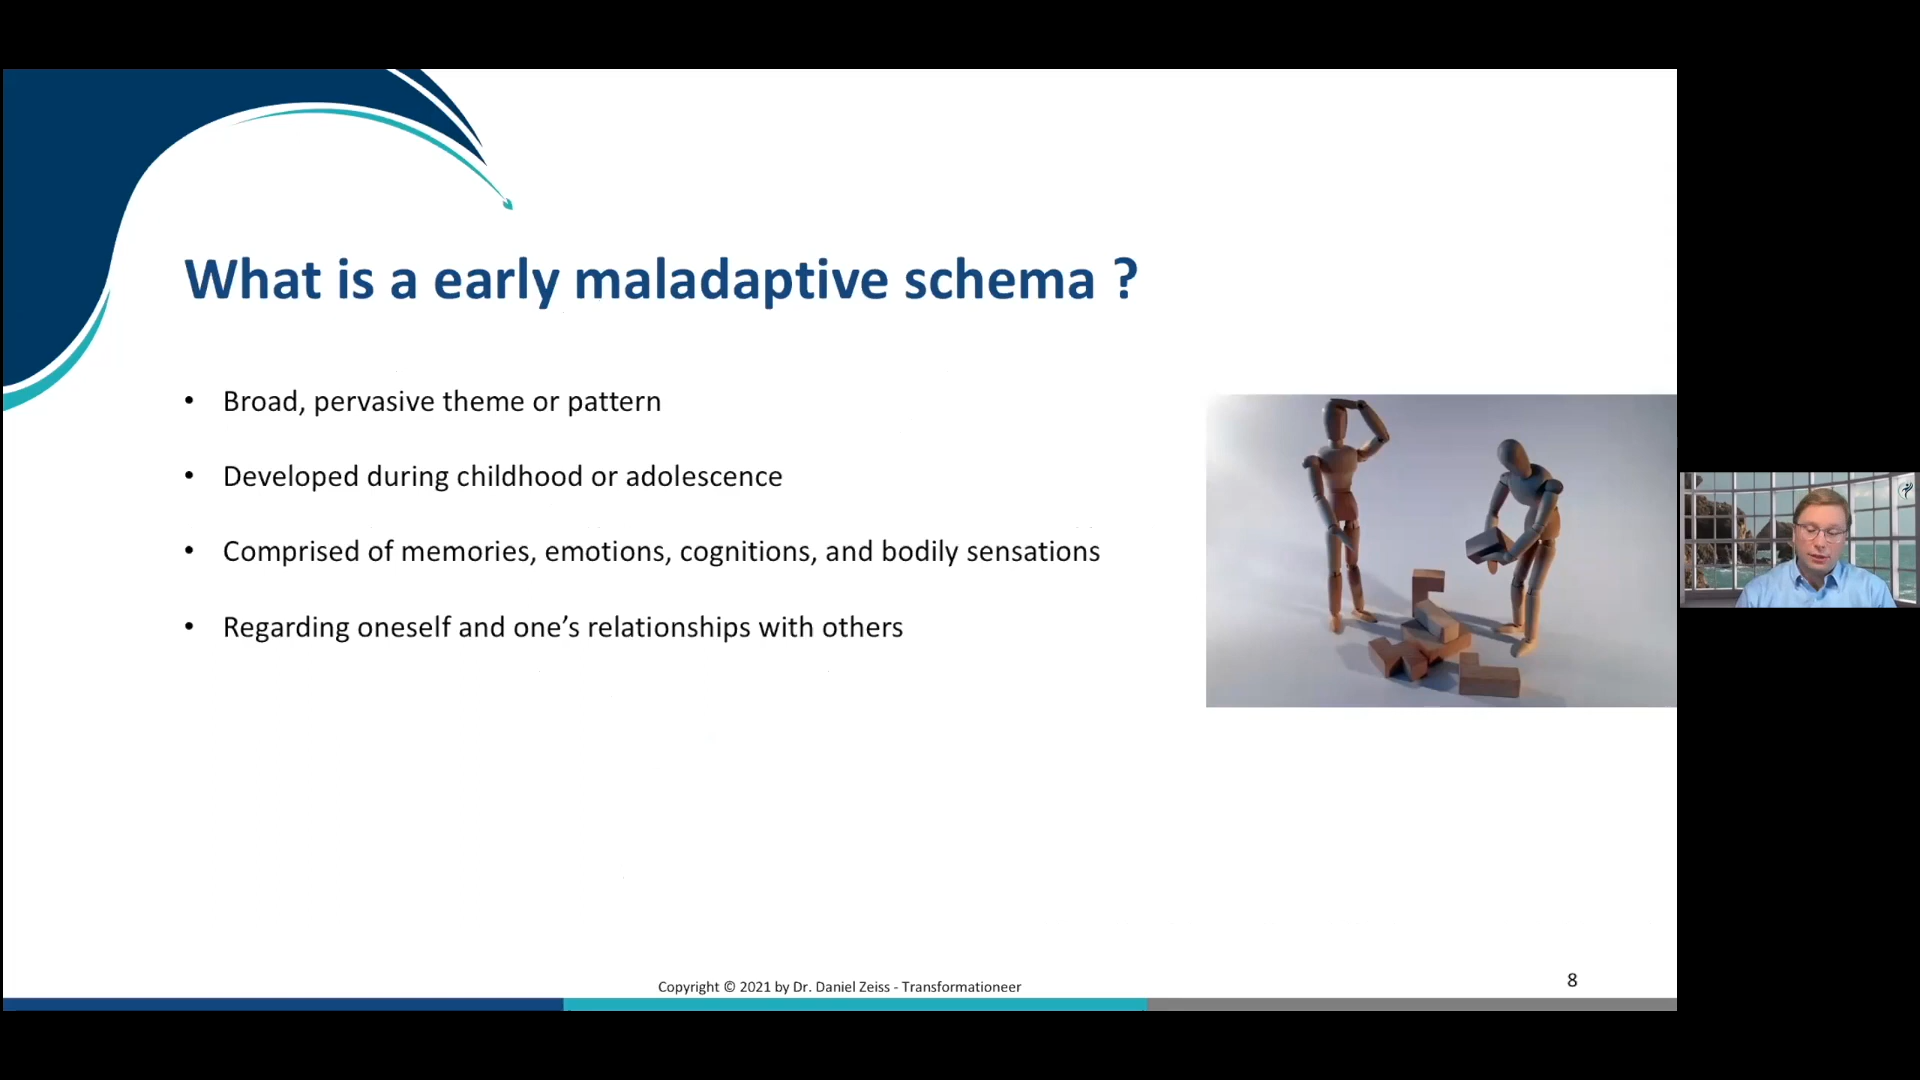 What is a early maladaptive schema ?
• Broad, pervasive theme or pattern
• Developed during childhood or adolescence
• Comprised of memories, emotions, cognitions, and bodily sensations
• Regarding oneself and one’s relationships with others
Copyright © 2021 by Dr. Daniel Zeiss - Transformationeer
8